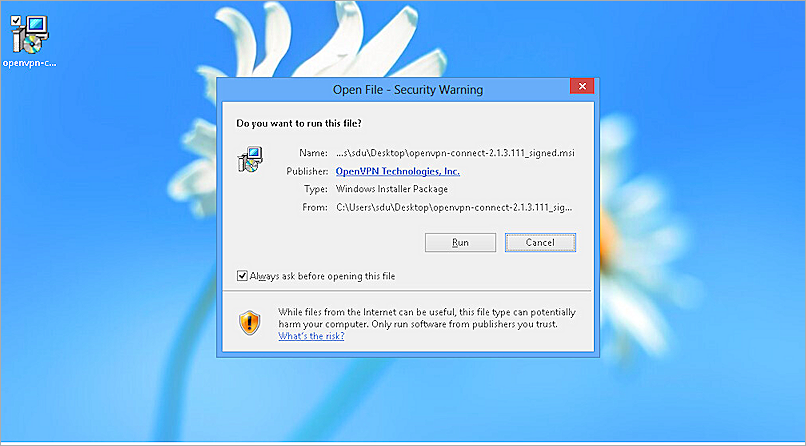 openvpn-c...
Open File - Security Warning
Do you want to run this file?
Name: ...s\sdu\Desktop\openvpn-connect-2.1.3.111_signed.msi
Publisher: OpenVPN Technologies, Inc.
Type: Windows Installer Package
From: C:\Users\sdu\Desktop\openvpn-connect-2.1.3.111_sig...
Run Cancel
Always ask before opening this file
While files from the Internet can be useful, this file type can potentially
harm your computer. Only run software from publishers you trust.
What's the risk?